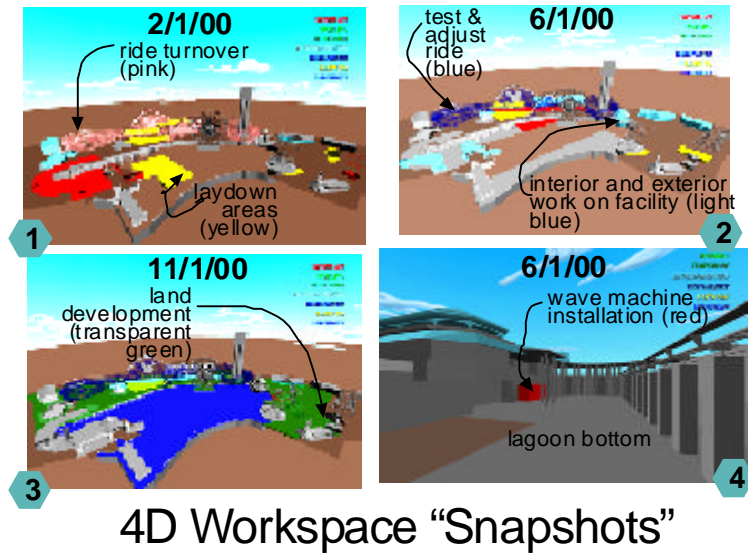 2/1/00
ride turnover
(pink)
laydown
areas
(yellow)
1
6/1/00
test &
adjust
ride
(blue)
interior and exterior
work on facility (light
blue)
2
11/1/00
land
development
(transparent
green)
3
6/1/00
wave machine
installation (red)
lagoon bottom
4
4D Workspace “Snapshots”